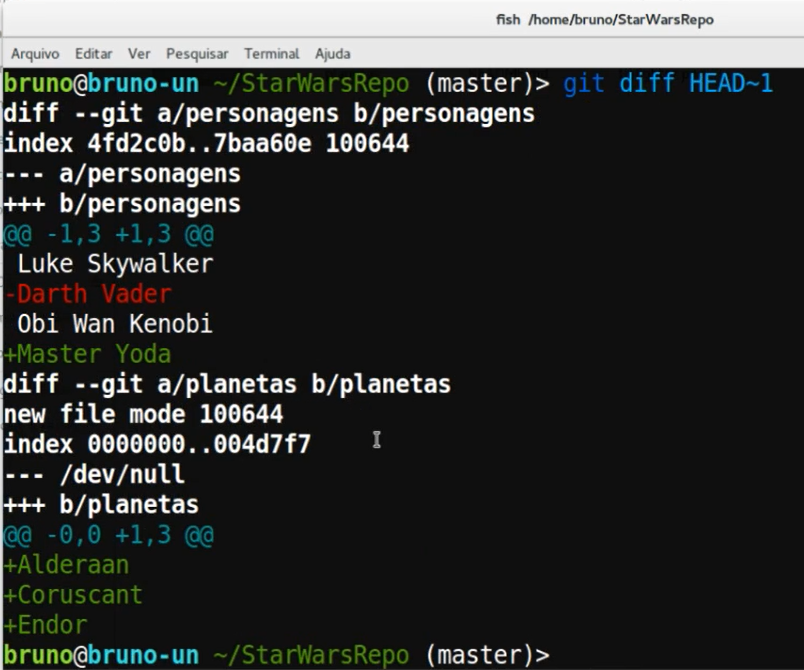 fish /home/bruno/StarWarsRepo
Arquivo Editar Ver Pesquisar Terminal Ajuda
bruno@bruno-un ~/StarWarsRepo (master)> git diff HEAD~1
diff --git a/personagens b/personagens
index 4fd2c0b..7baa60e 100644
--- a/personagens
+++ b/personagens
@@ -1,3 +1,3 @@
 Luke Skywalker
-Darth Vader
 Obi Wan Kenobi
+Master Yoda
diff --git a/planetas b/planetas
new file mode 100644
index 0000000..004d7f7
--- /dev/null
+++ b/planetas
@@ -0,0 +1,3 @@
+Alderaan
+Coruscant
+Endor
bruno@bruno-un ~/StarWarsRepo (master)>